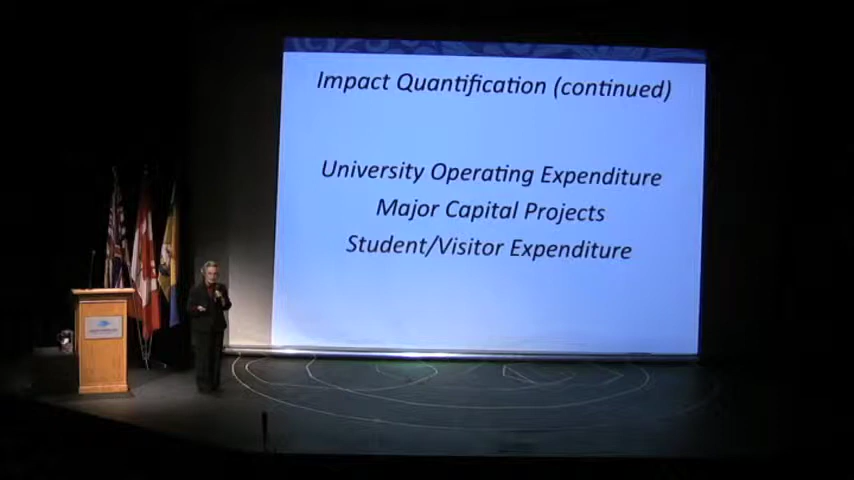 Impact Quantification (continued)
University Operating Expenditure
Major Capital Projects
Student/Visitor Expenditure